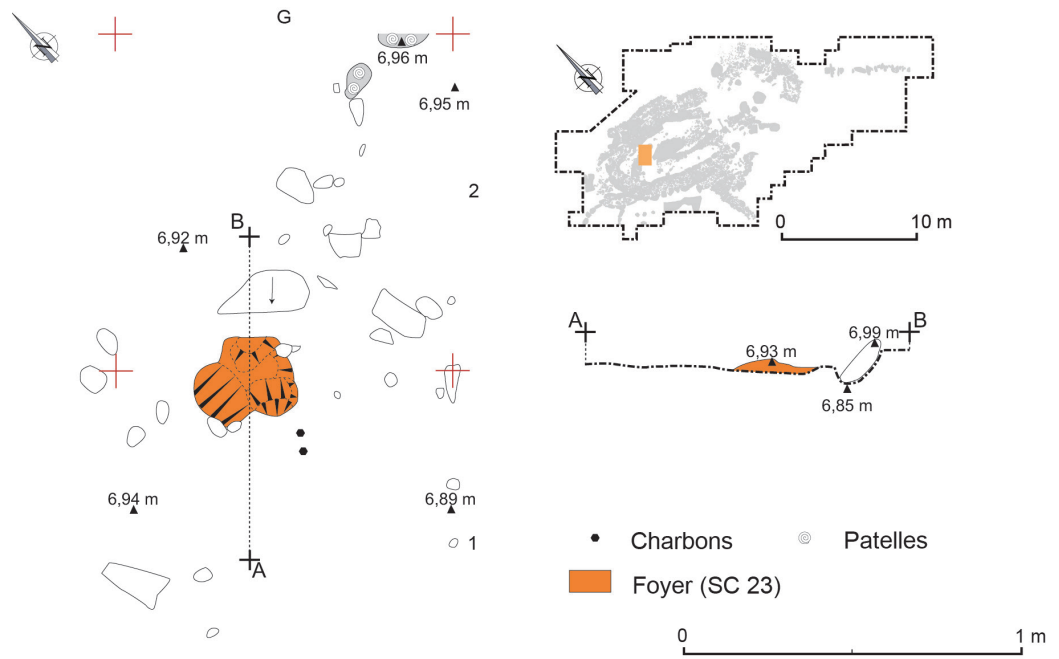 G
6,96 m
6,95 m
2
B
6,92 m
6,94 m
6,89 m
1
A
0 10 m
A B
6,99 m
6,93 m
6,85 m
Charbons Patelles
Foyer (SC 23)
0 1 m